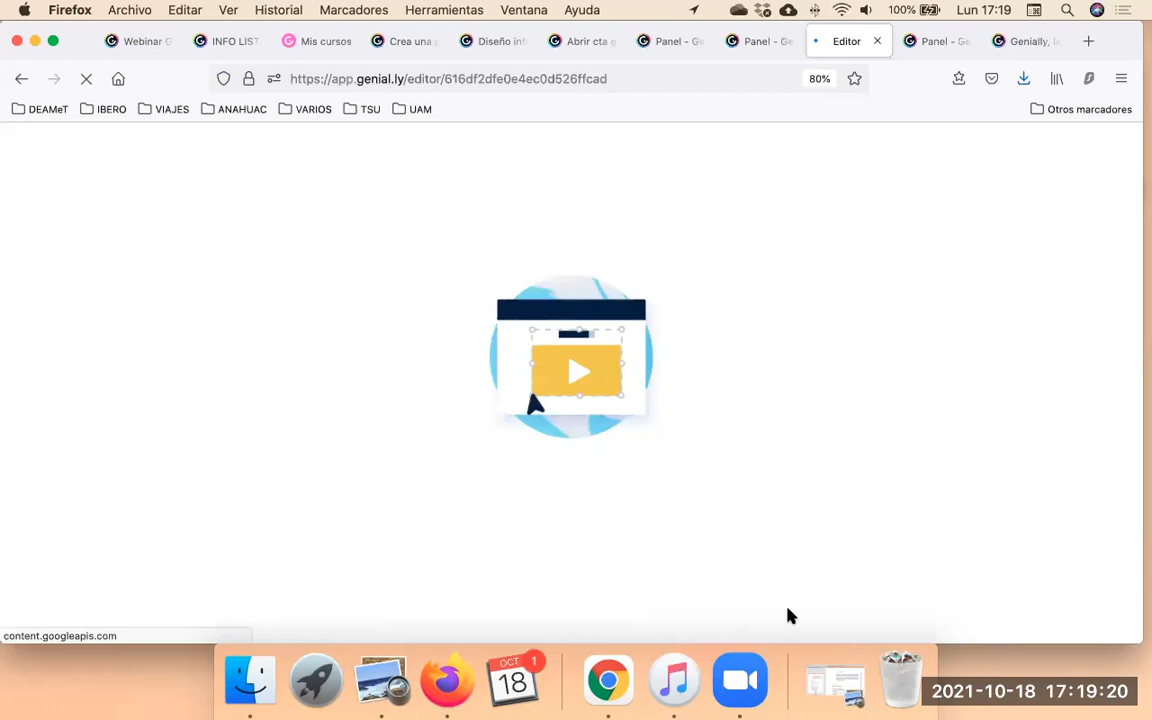 Firefox Archivo Editar Ver Historial Marcadores Herramientas Ventana Ayuda 100% Lun 17:19
Webinar G INFO LIST Mis cursos Crea una g Diseño inf Abrir cta g Panel - Ge Panel - Ge Editor Panel - Ge Genially, la
https://app.genial.ly/editor/616df2dfe0e4ec0d526ffcad 80%
DEAMeT IBERO VIAJES ANAHUAC VARIOS TSU UAM Otros marcadores
content.googleapis.com
OCT 1
18
2021-10-18 17:19:20